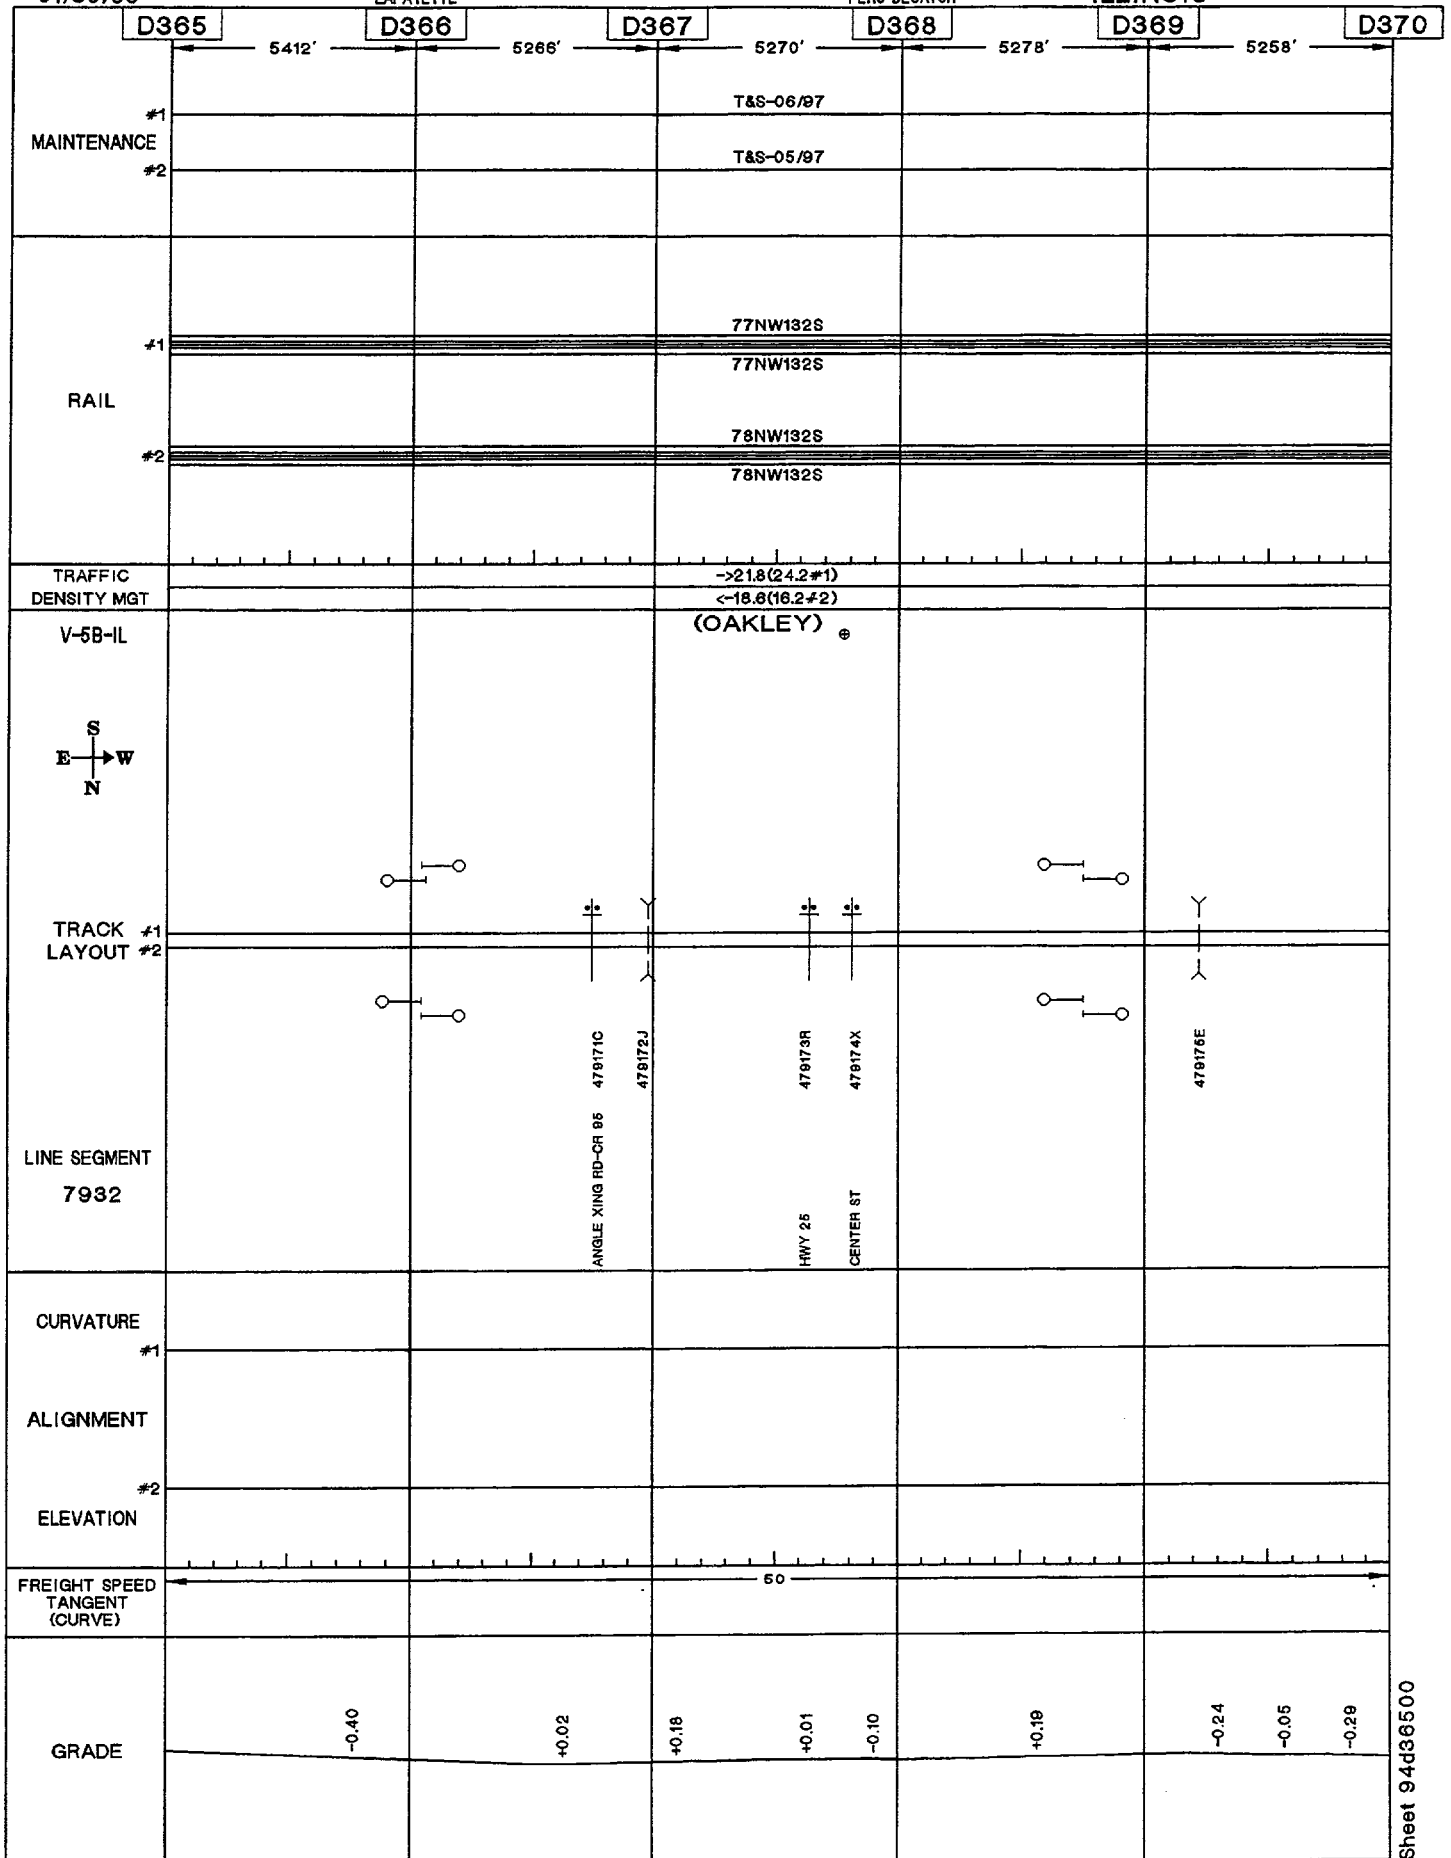 D365 D366 D367 D368 D369 D370
5412' 5266' 5270' 5278' 5258'
#1 T&S-06/97
MAINTENANCE
#2 T&S-05/97
77NW132S
#1
77NW132S
RAIL
78NW132S
#2
78NW132S
TRAFFIC ->21.8(24.2#1)
DENSITY MGT <-18.6(16.2#2)
V-5B-IL (OAKLEY)
S
E W
N
TRACK #1
LAYOUT #2
ANGLE XING RD-CR 95 479171C
479172J
HWY 25 479173R
CENTER ST 479174X
479175E
LINE SEGMENT
7932
CURVATURE
#1
ALIGNMENT
#2
ELEVATION
FREIGHT SPEED 50
TANGENT
(CURVE)
GRADE -0.40 +0.02 +0.18 +0.01 -0.10 +0.19 -0.24 -0.05 -0.29
Sheet 94d36500